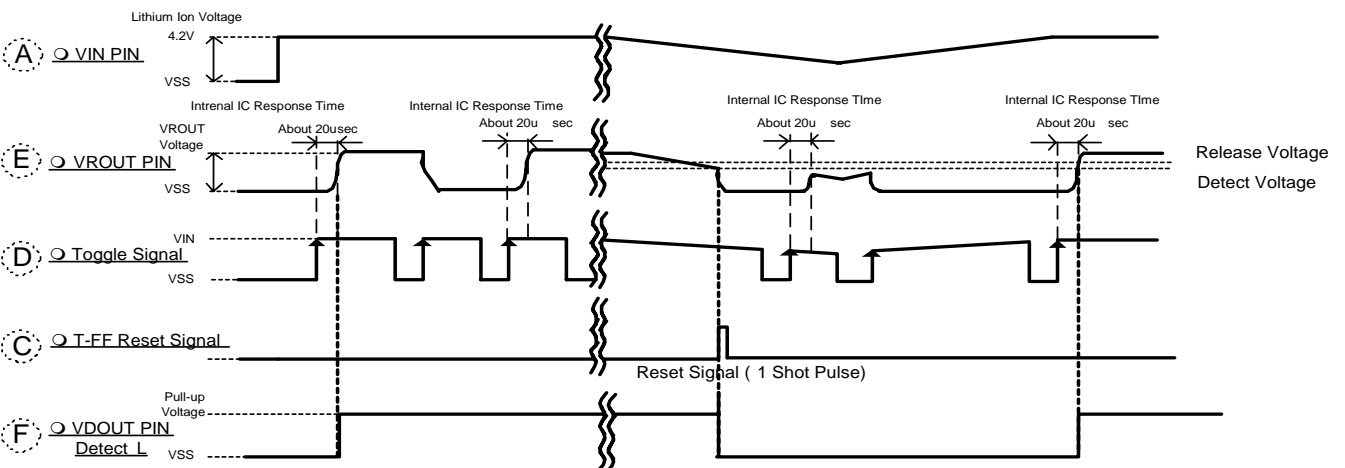 Lithium Ion Voltage
4.2V
A ❍ VIN PIN
VSS
Intrenal IC Response Time
Internal IC Response Time
Internal IC Response TIme
Internal IC Response TIme
VROUT
Voltage
About 20usec
About 20u sec
About 20u sec
About 20u sec
E ❍ VROUT PIN
VSS
Release Voltage
Detect Voltage
VIN
D ❍ Toggle Signal
VSS
C ❍ T-FF Reset Signal
Reset Signal ( 1 Shot Pulse)
Pull-up
Voltage
F ❍ VDOUT PIN
Detect L
VSS